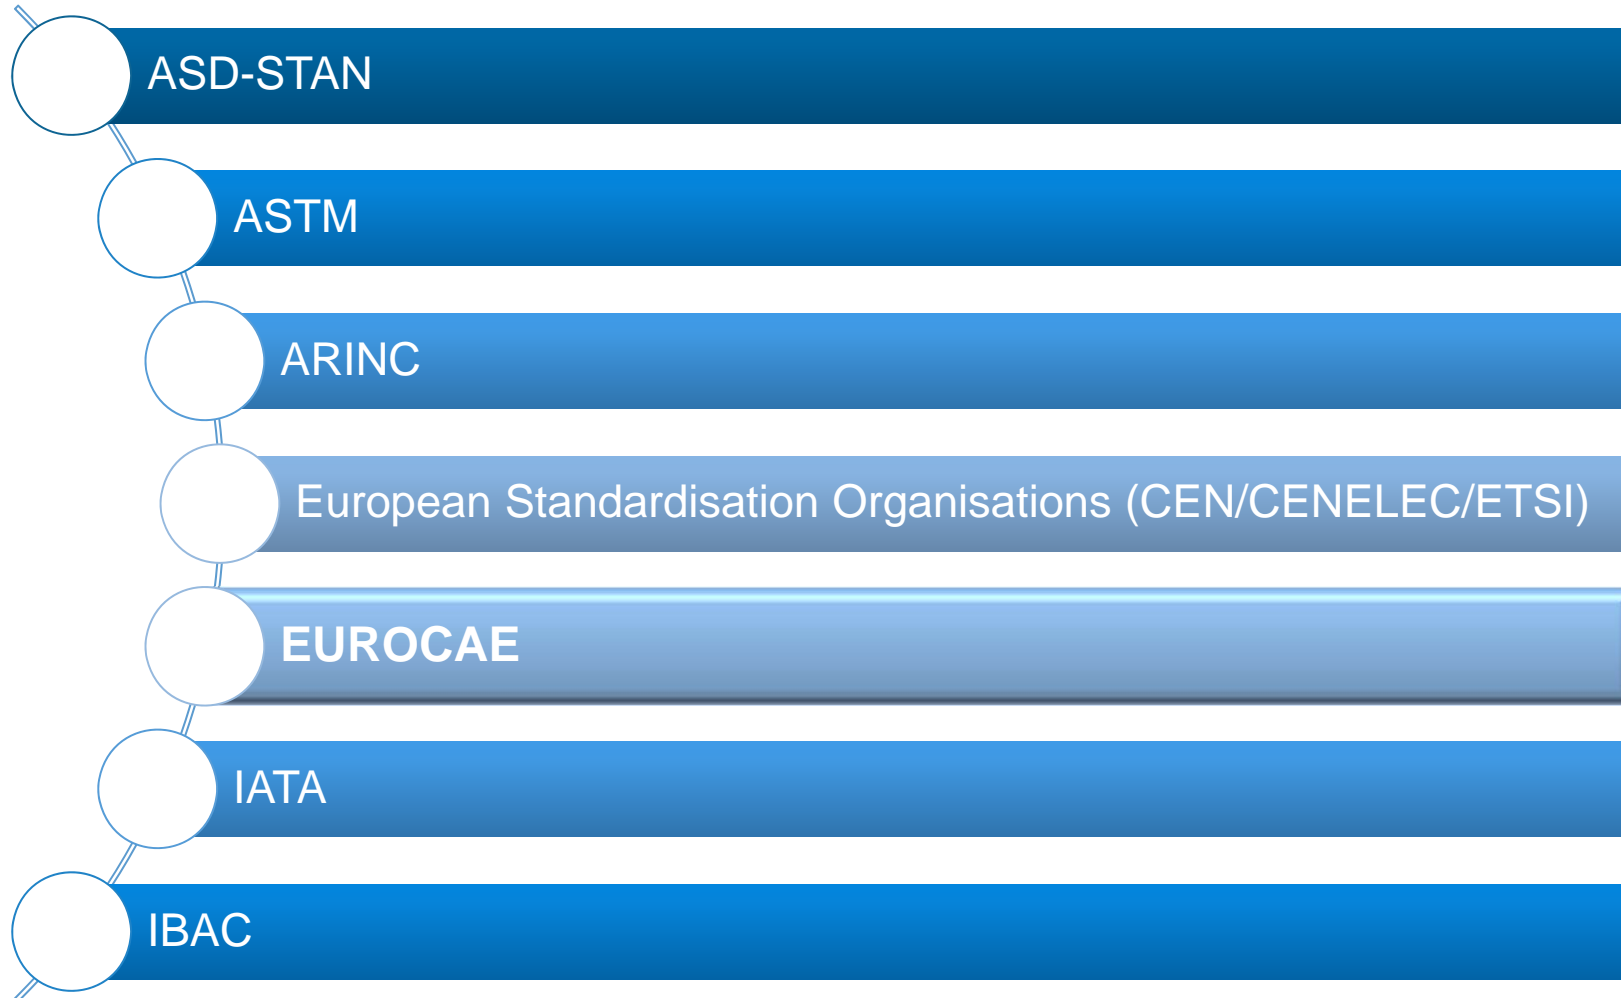 ASD-STAN
ASTM
ARINC
European Standardisation Organisations (CEN/CENELEC/ETSI)
EUROCAE
IATA
IBAC